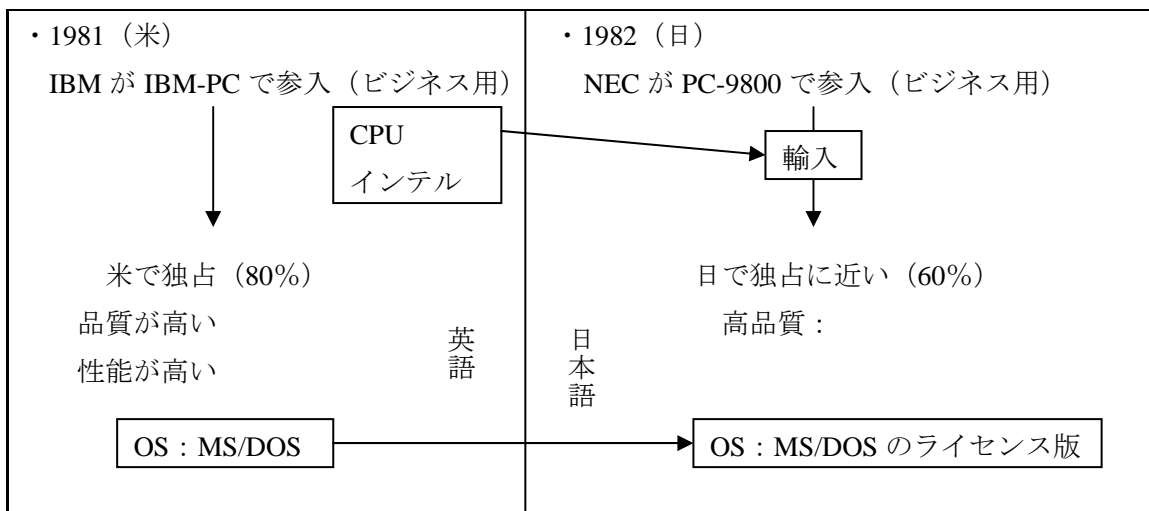 ・1981（米）
IBM が IBM-PC で参入（ビジネス用）
CPU
インテル
米で独占（80％）
品質が高い
性能が高い
英語
OS：MS/DOS
・1982（日）
NEC が PC-9800 で参入（ビジネス用）
輸入
日で独占に近い（60％）
高品質：
日本語
OS：MS/DOS のライセンス版